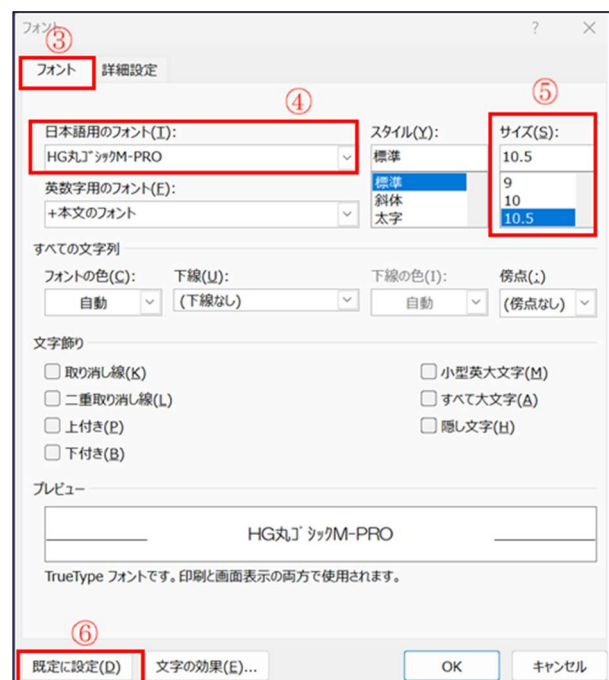 フォント
③
フォント 詳細設定
④
⑤
日本語用のフォント(T): スタイル(Y): サイズ(S):
HG丸ｺﾞｼｯｸM-PRO 標準 10.5
標準 9
英数字用のフォント(F): 斜体 10
+本文のフォント 太字 10.5
すべての文字列
フォントの色(C): 下線(U): 下線の色(I): 傍点(:)
自動 (下線なし) 自動 (傍点なし)
文字飾り
取り消し線(K) 小型英大文字(M)
二重取り消し線(L) すべて大文字(A)
上付き(P) 隠し文字(H)
下付き(B)
プレビュー
HG丸ｺﾞｼｯｸM-PRO
TrueType フォントです。印刷と画面表示の両方で使用されます。
⑥
既定に設定(D) 文字の効果(E)... OK キャンセル